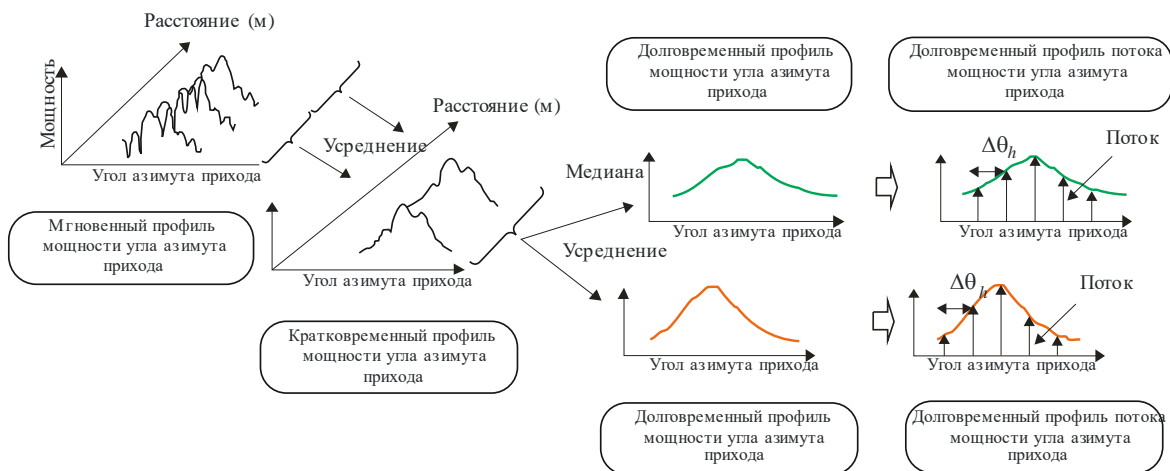 Расстояние (м)
Мощность
Угол азимута прихода
Мгновенный профиль
мощности угла азимута
прихода
Усреднение
Расстояние (м)
Угол азимута прихода
Кратковременный профиль
мощности угла азимута
прихода
Долговременный профиль
мощности угла азимута
прихода
Долговременный профиль потока
мощности угла азимута
прихода
Медиана
Угол азимута прихода
Δθh
Поток
Угол азимута прихода
Усреднение
Угол азимута прихода
Δθh
Поток
Угол азимута прихода
Долговременный профиль
мощности угла азимута
прихода
Долговременный профиль потока
мощности угла азимута
прихода